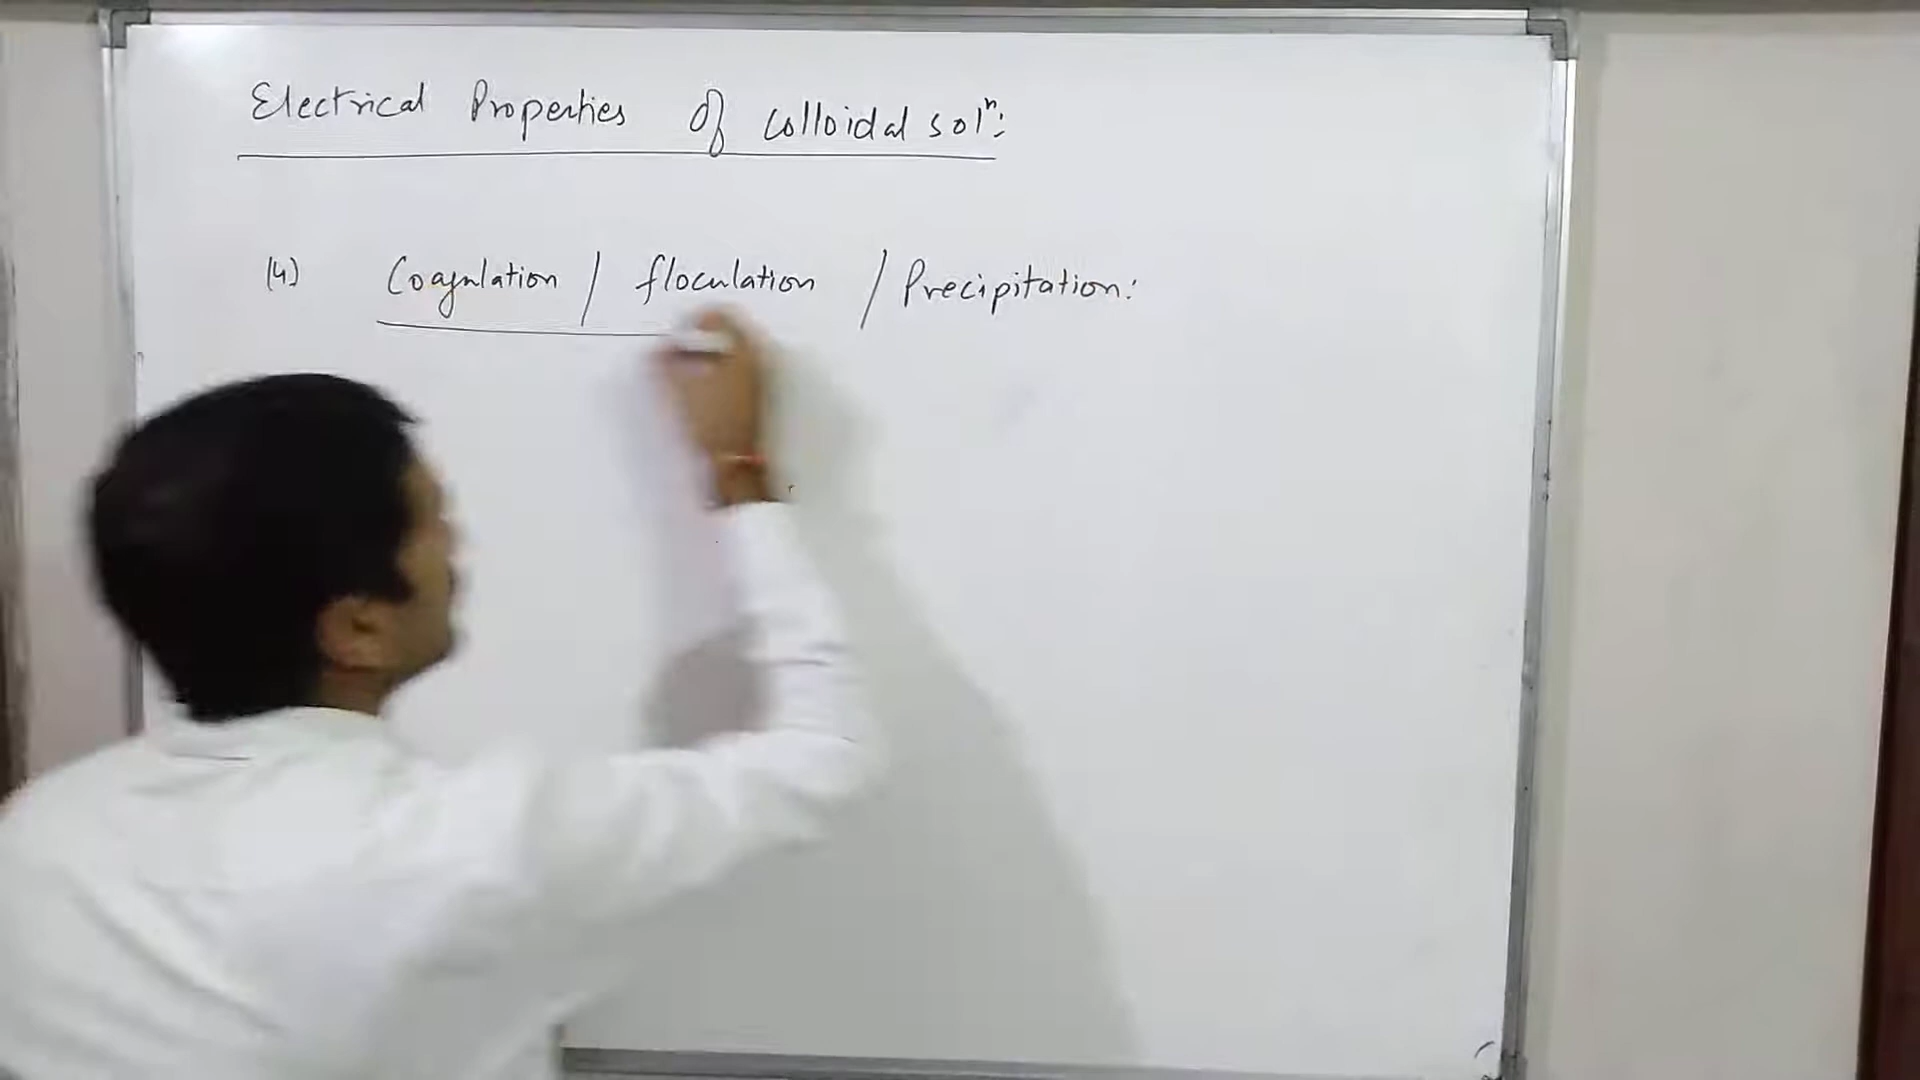 Electrical Properties of colloidal solⁿ:
(4) Coagulation / floculation / Precipitation: